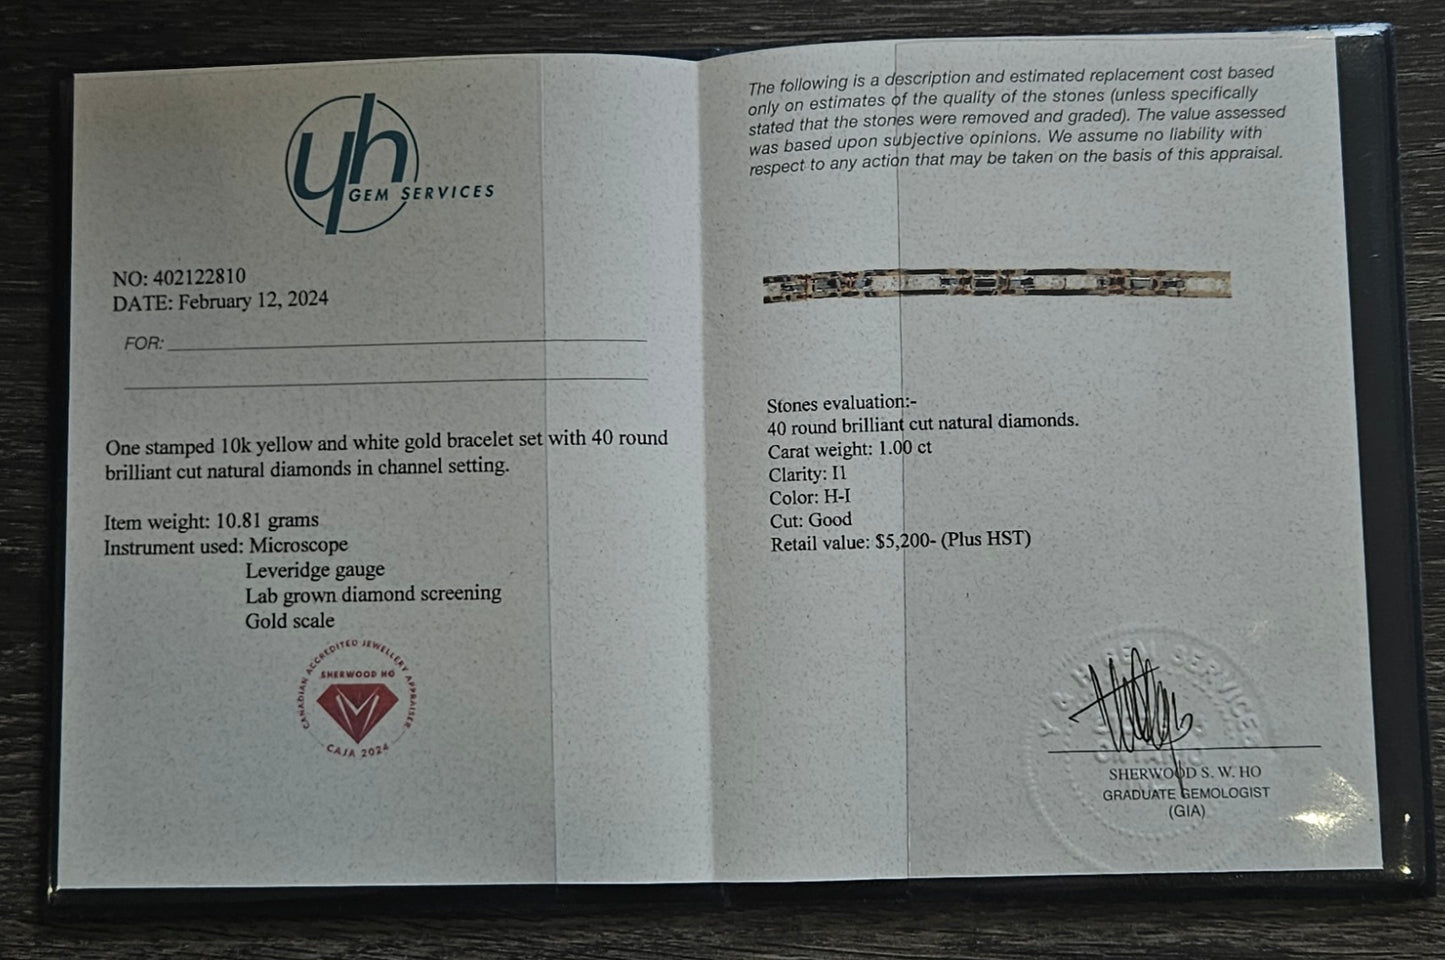 yh
GEM SERVICES
NO: 402122810
DATE: February 12, 2024
FOR:
One stamped 10k yellow and white gold bracelet set with 40 round
brilliant cut natural diamonds in channel setting.
Item weight: 10.81 grams
Instrument used: Microscope
Leveridge gauge
Lab grown diamond screening
Gold scale
CANADIAN ACCREDITED JEWELLERY APPRAISER
SHERWOOD HO
CAJA 2024
The following is a description and estimated replacement cost based
only on estimates of the quality of the stones (unless specifically
stated that the stones were removed and graded). The value assessed
was based upon subjective opinions. We assume no liability with
respect to any action that may be taken on the basis of this appraisal.
Stones evaluation:-
40 round brilliant cut natural diamonds.
Carat weight: 1.00 ct
Clarity: I1
Color: H-I
Cut: Good
Retail value: $5,200- (Plus HST)
Y & H GEM SERVICES
SHERWOOD S. W. HO
GRADUATE GEMOLOGIST
(GIA)